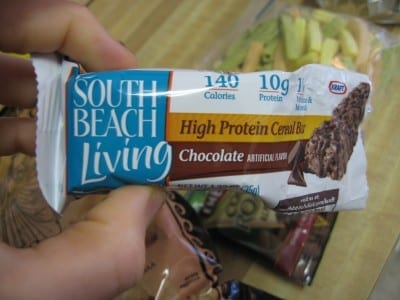 SOUTH
BEACH
Living
140 10g
Calories Protein
KRAFT
High Protein Cereal Bar
Chocolate ARTIFICIAL FLAVOR